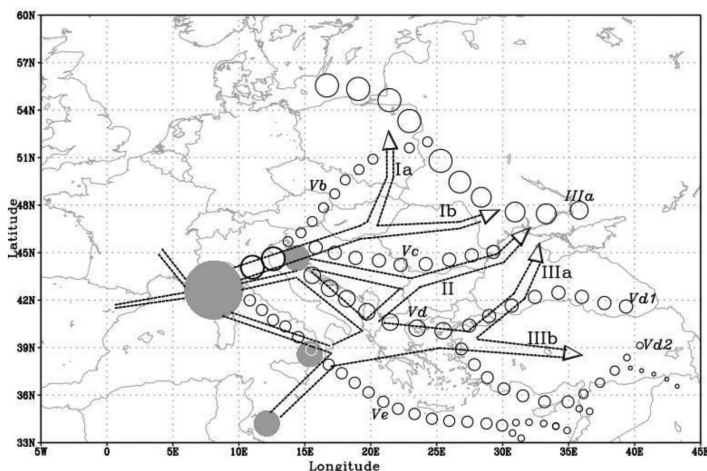 60N
57N
54N
51N
Ia
Vb
48N
Ib
IIIa
Latitude
45N
Vc
II
IIIa
42N
Vd
Vd1
39N
IIIb
Vd2
36N
Ve
33N
5W 0 5E 10E 15E 20E 25E 30E 35E 40E 45E
Longitude